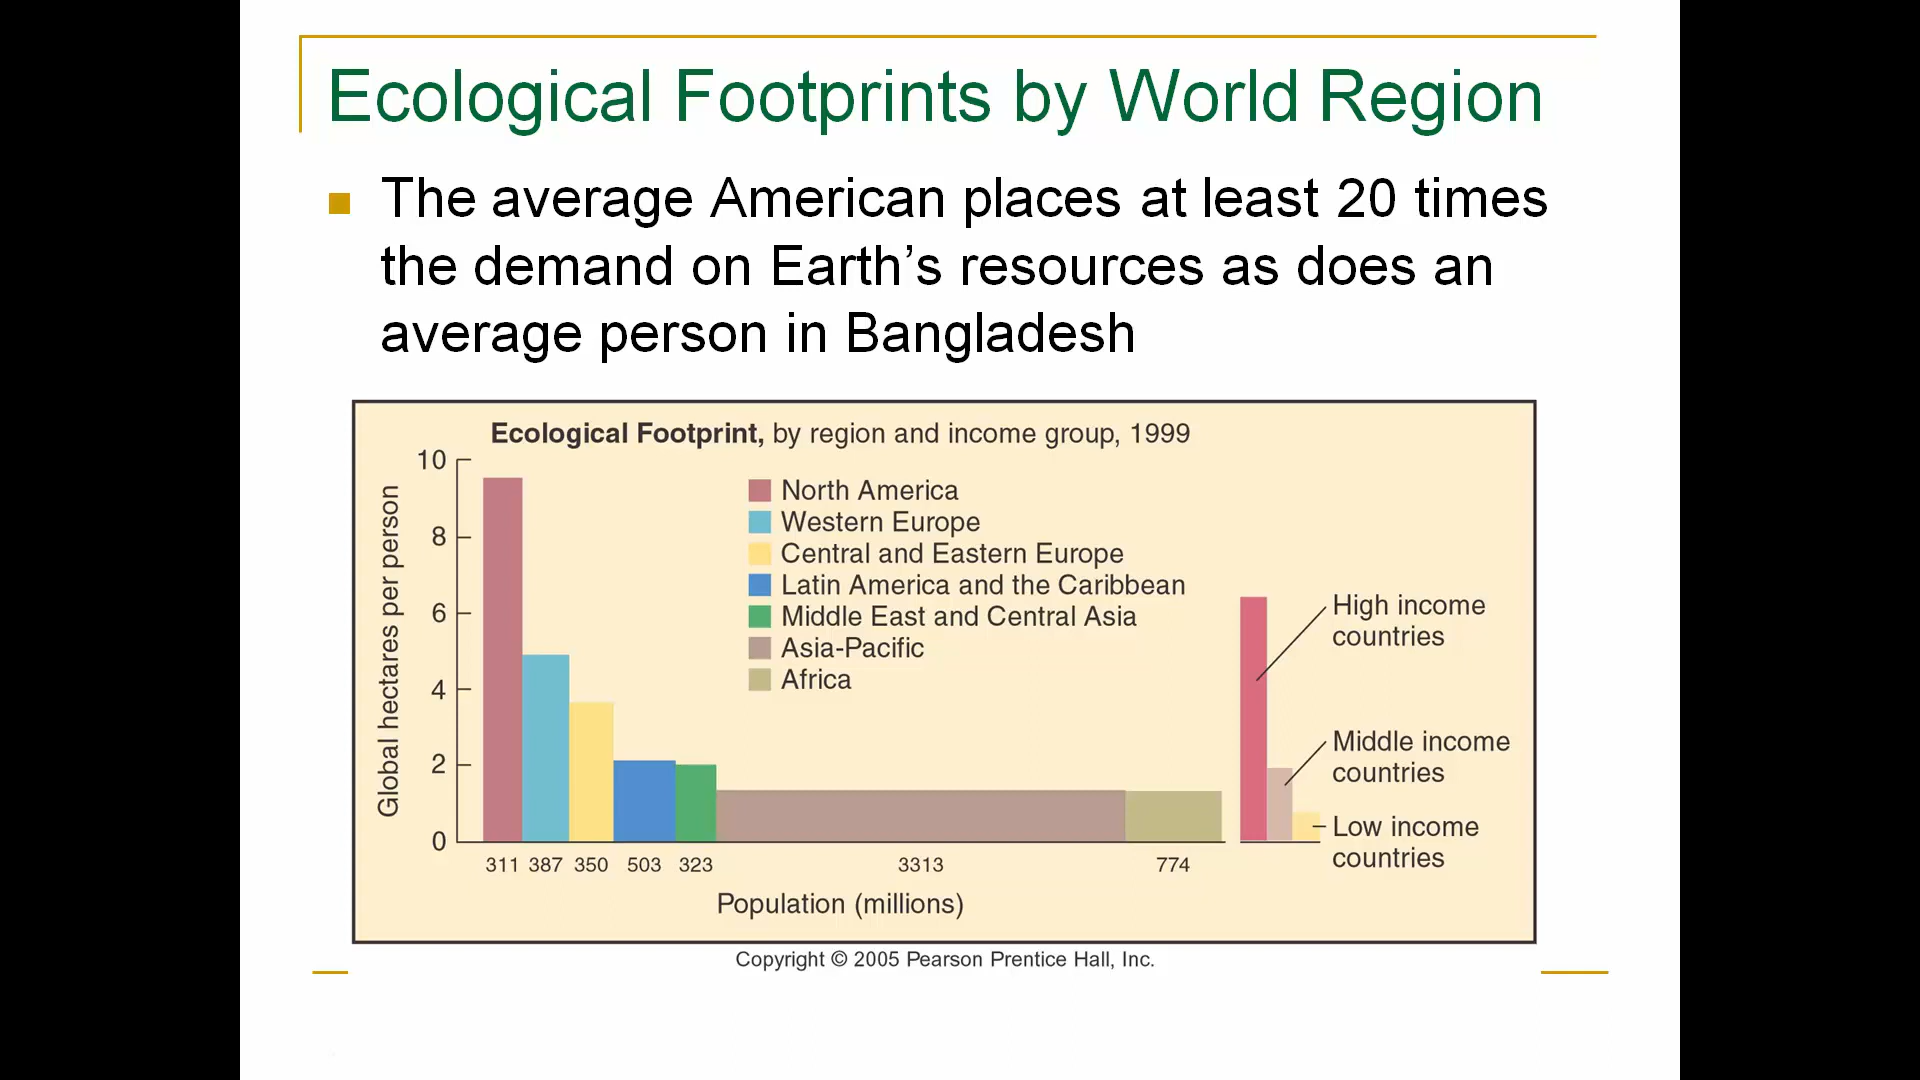 Ecological Footprints by World Region
The average American places at least 20 times
the demand on Earth’s resources as does an
average person in Bangladesh
Ecological Footprint, by region and income group, 1999
Global hectares per person
10
8
6
4
2
0
North America
Western Europe
Central and Eastern Europe
Latin America and the Caribbean
Middle East and Central Asia
Asia-Pacific
Africa
High income
countries
Middle income
countries
Low income
countries
311 387 350 503 323 3313 774
Population (millions)
Copyright © 2005 Pearson Prentice Hall, Inc.